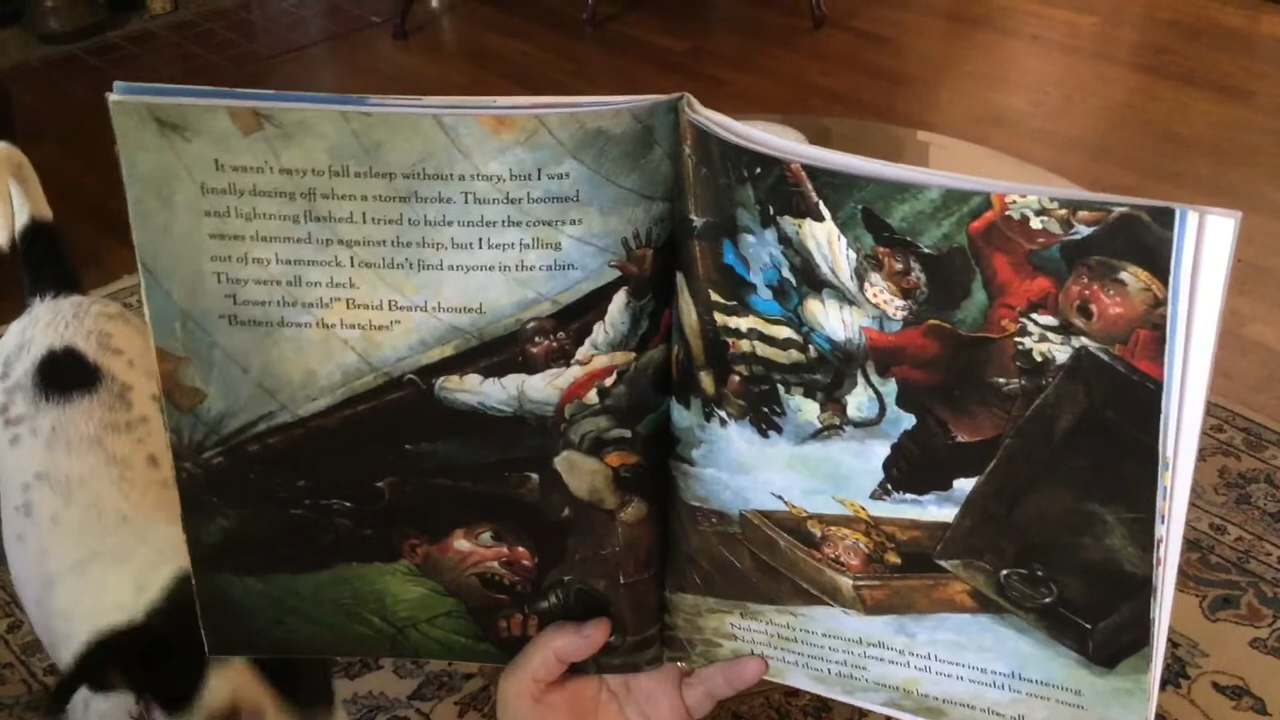 It wasn't easy to fall asleep without a story, but I was
finally dozing off when a storm broke. Thunder boomed
and lightning flashed. I tried to hide under the covers as
waves slammed up against the ship, but I kept falling
out of my hammock. I couldn't find anyone in the cabin.
They were all on deck.
"Lower the sails!" Braid Beard shouted.
"Batten down the hatches!"
Everybody ran around yelling and lowering and battening.
Nobody had time to sit close and tell me it would be over soon.
Nobody even noticed me.
I decided that I didn't want to be a pirate after all.